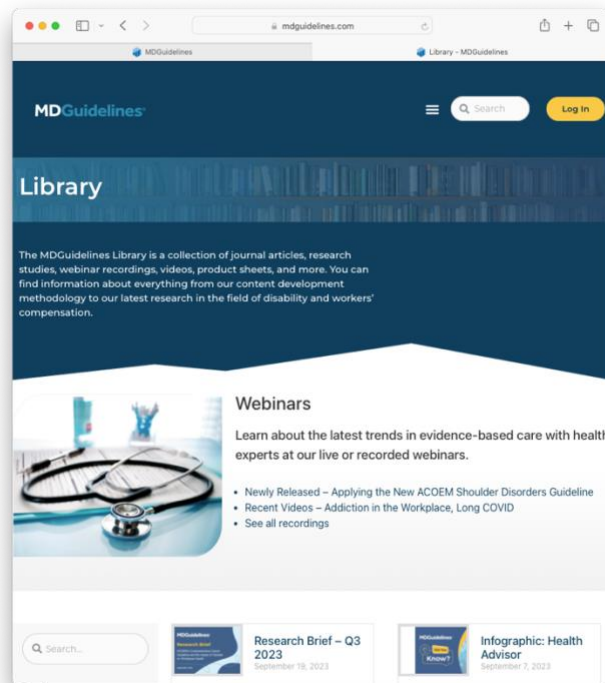 mdguidelines.com
MDGuidelines
Library - MDGuidelines
MDGuidelines
Search
Log In
Library
The MDGuidelines Library is a collection of journal articles, research
studies, webinar recordings, videos, product sheets, and more. You can
find information about everything from our content development
methodology to our latest research in the field of disability and workers'
compensation.
Webinars
Learn about the latest trends in evidence-based care with health
experts at our live or recorded webinars.
• Newly Released – Applying the New ACOEM Shoulder Disorders Guideline
• Recent Videos – Addiction in the Workplace, Long COVID
• See all recordings
Search...
MDGuidelines
Research Brief
Research Brief – Q3
2023
September 19, 2023
MDGuidelines
Know?
Infographic: Health
Advisor
September 7, 2023